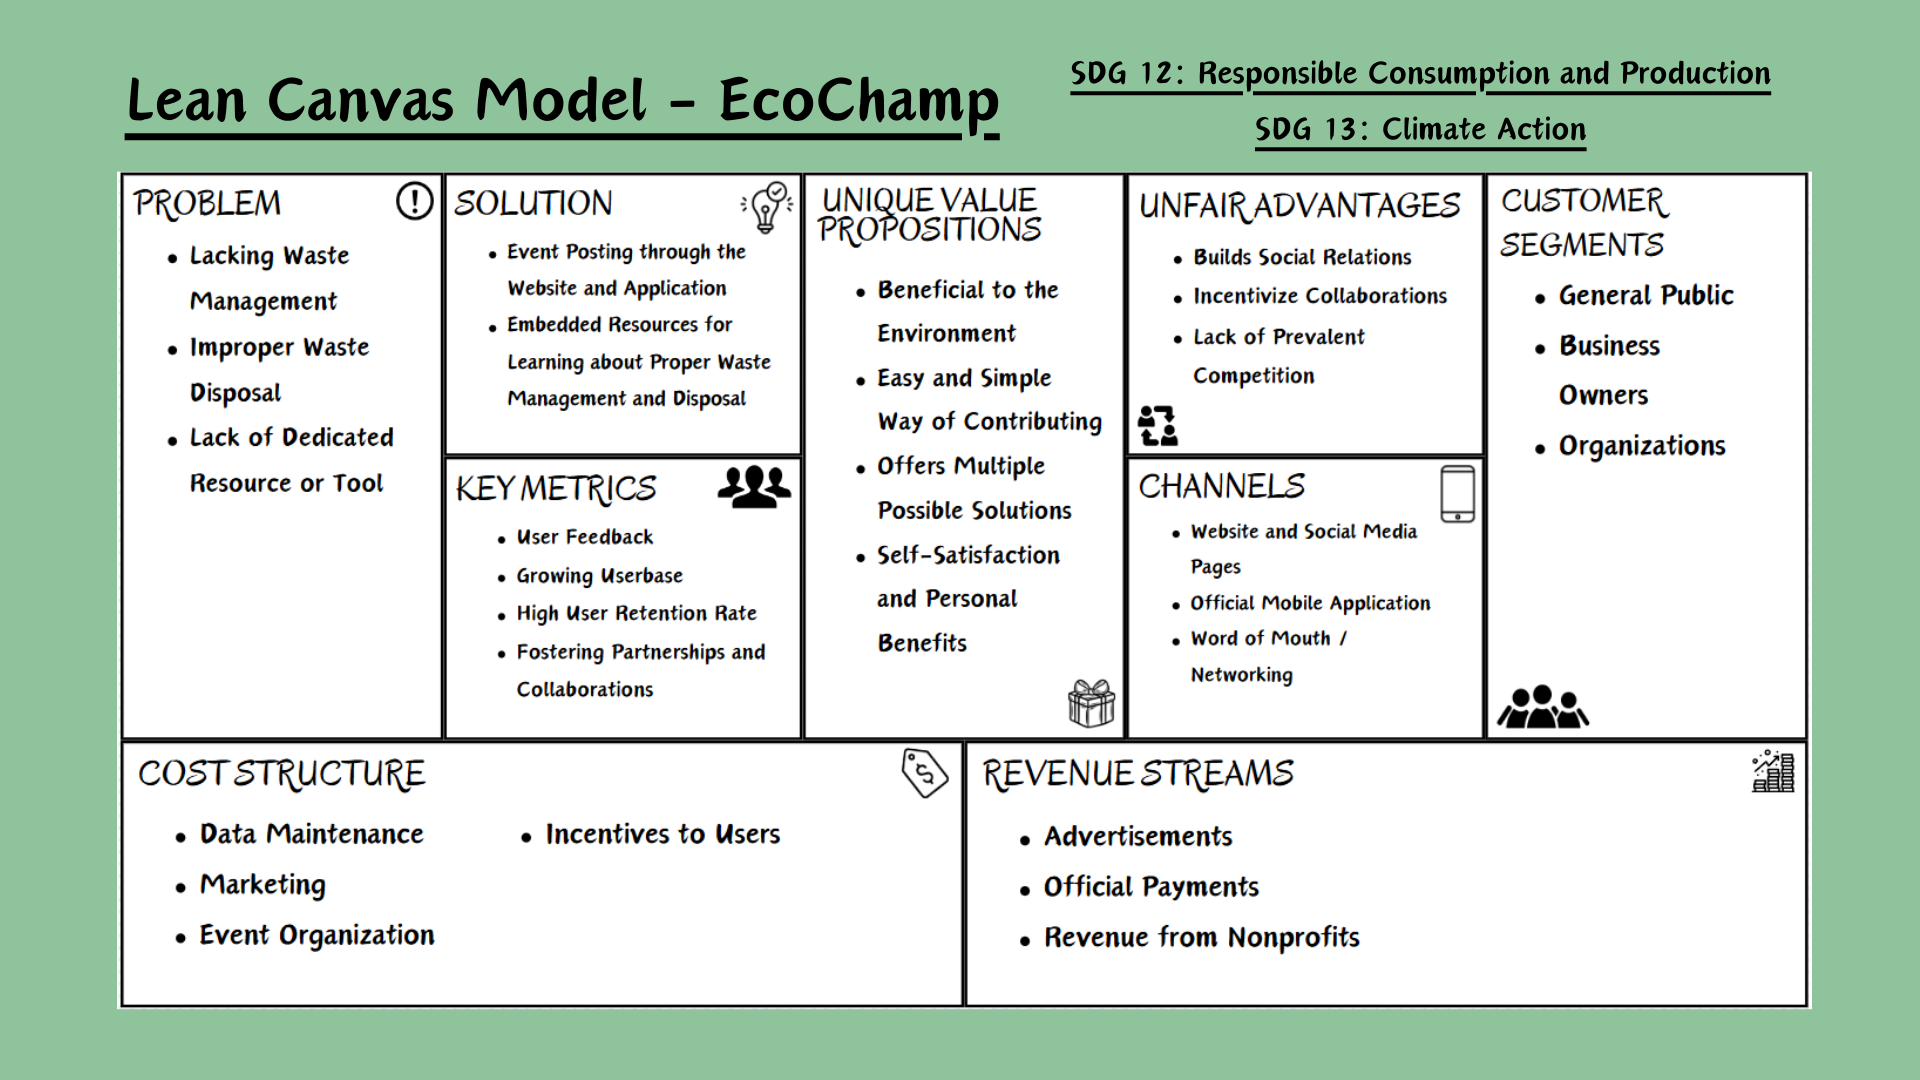 Lean Canvas Model - EcoChamp
SDG 12: Responsible Consumption and Production
SDG 13: Climate Action
PROBLEM
• Lacking Waste
Management
• Improper Waste
Disposal
• Lack of Dedicated
Resource or Tool
SOLUTION
• Event Posting through the
Website and Application
• Embedded Resources for
Learning about Proper Waste
Management and Disposal
KEY METRICS
• User Feedback
• Growing Userbase
• High User Retention Rate
• Fostering Partnerships and
Collaborations
UNIQUE VALUE
PROPOSITIONS
• Beneficial to the
Environment
• Easy and Simple
Way of Contributing
• Offers Multiple
Possible Solutions
• Self-Satisfaction
and Personal
Benefits
UNFAIR ADVANTAGES
• Builds Social Relations
• Incentivize Collaborations
• Lack of Prevalent
Competition
CHANNELS
• Website and Social Media
Pages
• Official Mobile Application
• Word of Mouth /
Networking
CUSTOMER
SEGMENTS
• General Public
• Business
Owners
• Organizations
COST STRUCTURE
• Data Maintenance
• Marketing
• Event Organization
• Incentives to Users
REVENUE STREAMS
• Advertisements
• Official Payments
• Revenue from Nonprofits